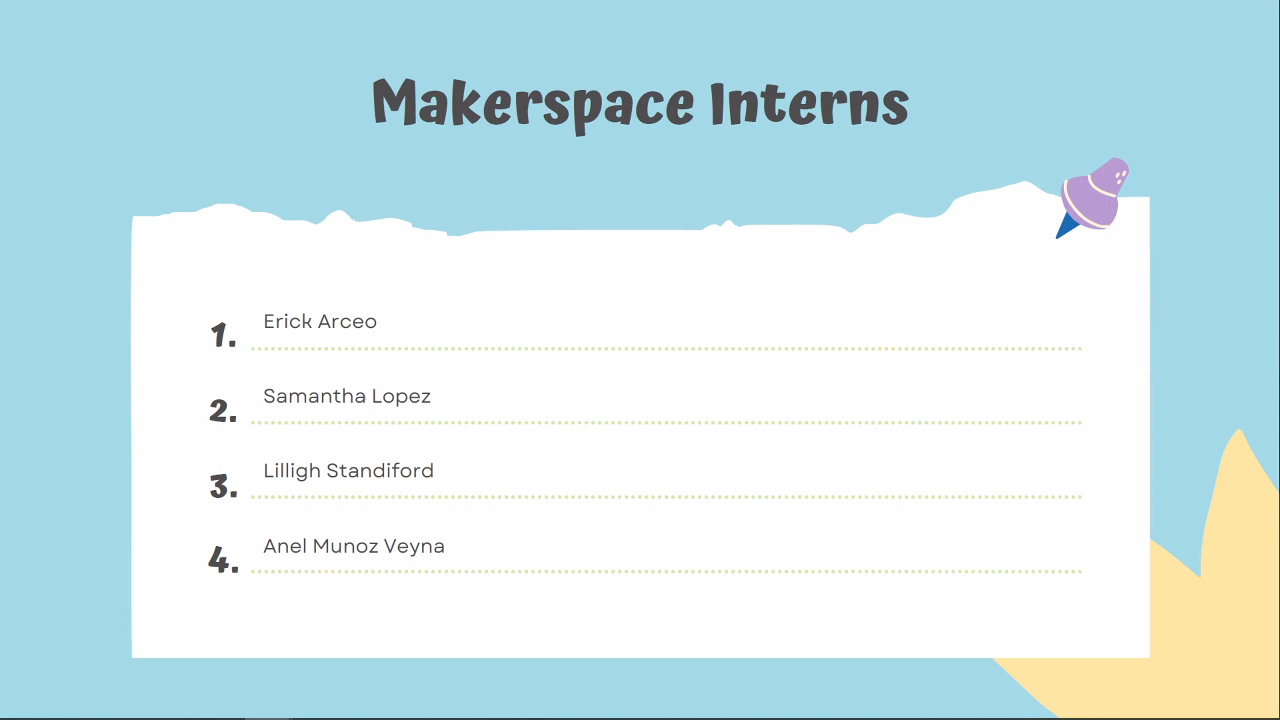 Makerspace Interns
1. Erick Arceo
2. Samantha Lopez
3. Lilligh Standiford
4. Anel Munoz Veyna